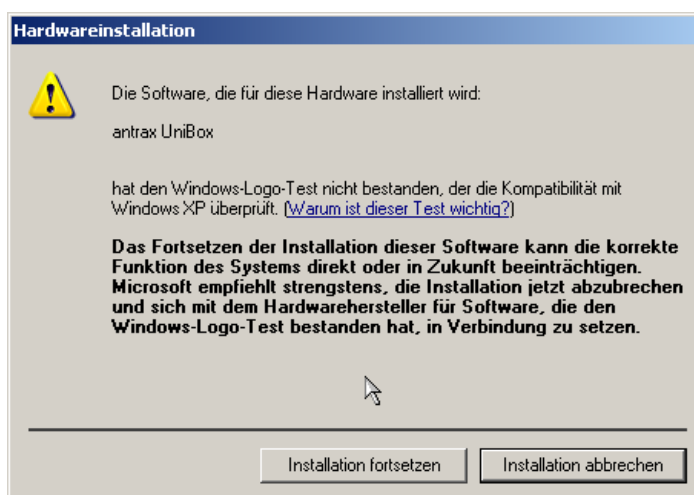 Hardwareinstallation
Die Software, die für diese Hardware installiert wird:
antrax UniBox
hat den Windows-Logo-Test nicht bestanden, der die Kompatibilität mit
Windows XP überprüft. (Warum ist dieser Test wichtig?)
Das Fortsetzen der Installation dieser Software kann die korrekte
Funktion des Systems direkt oder in Zukunft beeinträchtigen.
Microsoft empfiehlt strengstens, die Installation jetzt abzubrechen
und sich mit dem Hardwarehersteller für Software, die den
Windows-Logo-Test bestanden hat, in Verbindung zu setzen.
Installation fortsetzen
Installation abbrechen